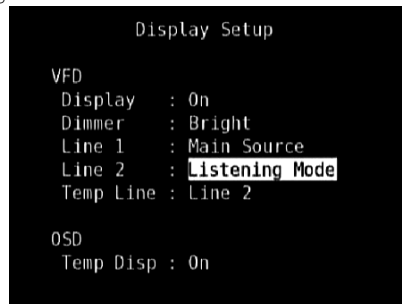 Display Setup
VFD
Display : On
Dimmer : Bright
Line 1 : Main Source
Line 2 : Listening Mode
Temp Line : Line 2
OSD
Temp Disp : On